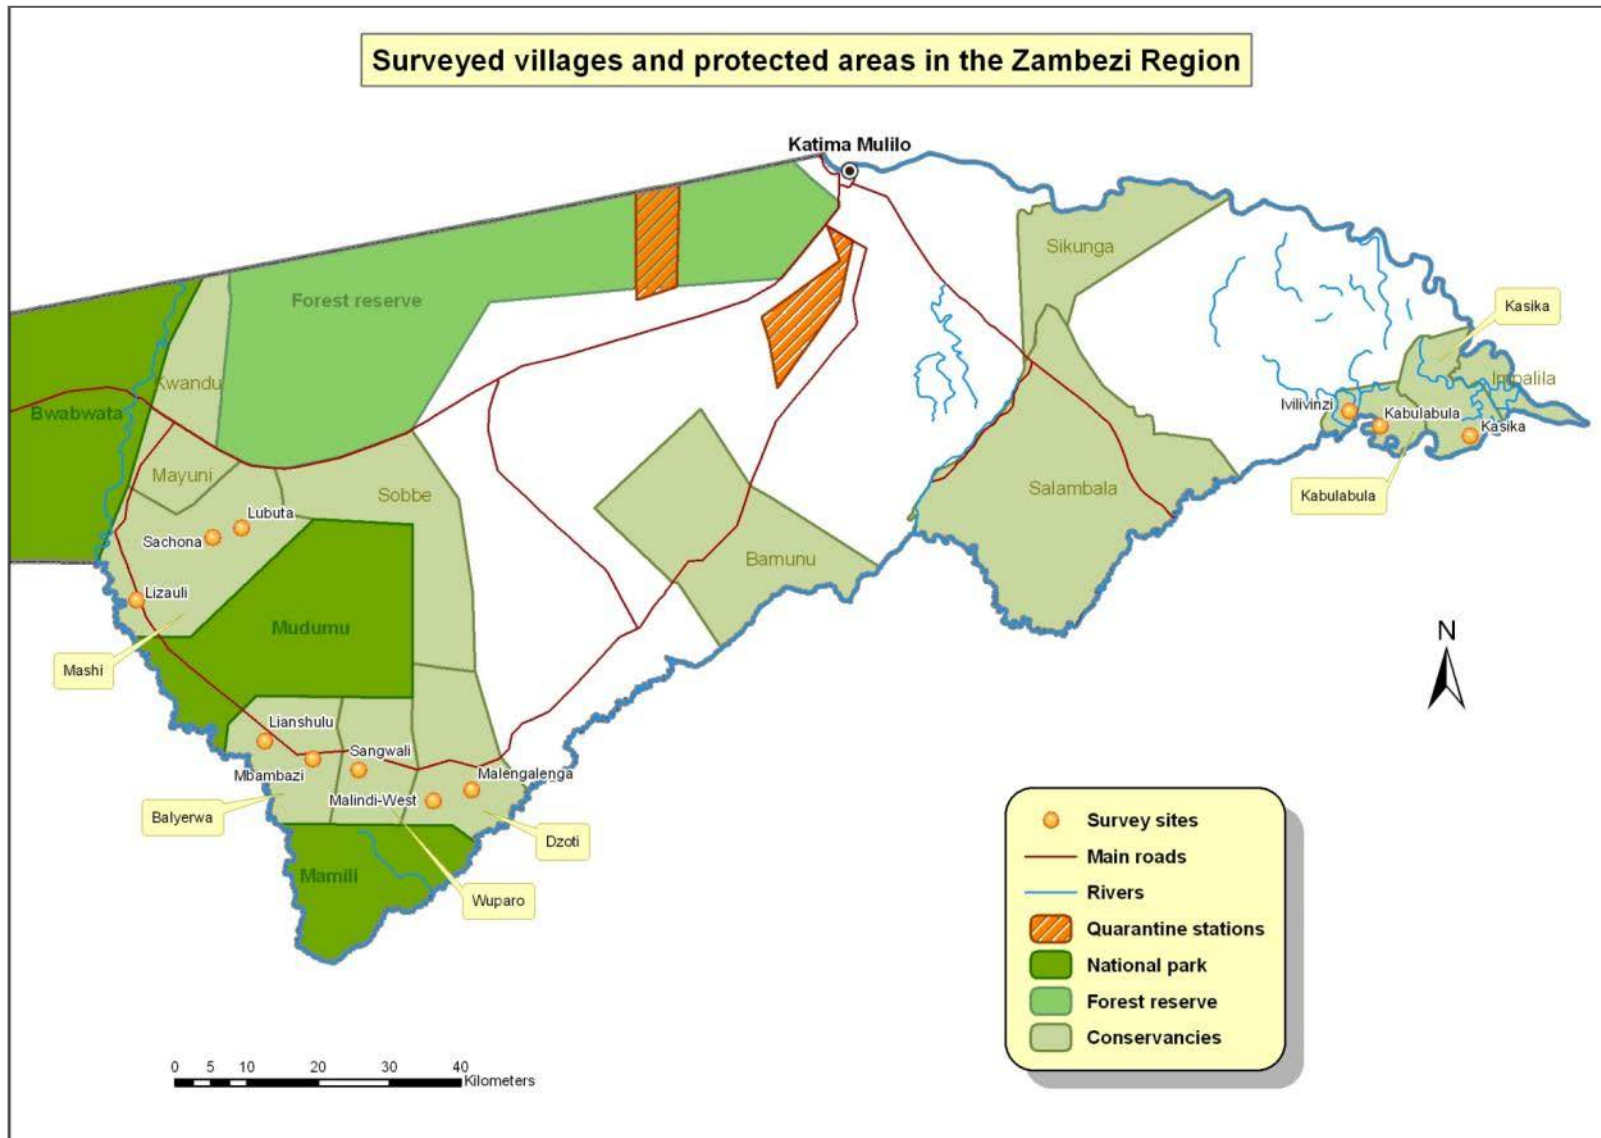 Surveyed villages and protected areas in the Zambezi Region
Katima Mulilo
Sikunga
Forest reserve
Kasika
Kwandu
Impalila
Bwabwata
Ivilivinzi
Kabulabula
Kasika
Mayuni
Sobbe
Salambala
Kabulabula
Lubuta
Sachona
Bamunu
Lizauli
Mudumu
N
Mashi
Lianshulu
Sangwali
Mbambazi
Malengalenga
Malindi-West
Balyerwa
Dzoti
Mamili
Wuparo
Survey sites
Main roads
Rivers
Quarantine stations
National park
Forest reserve
Conservancies
0 5 10 20 30 40
Kilometers